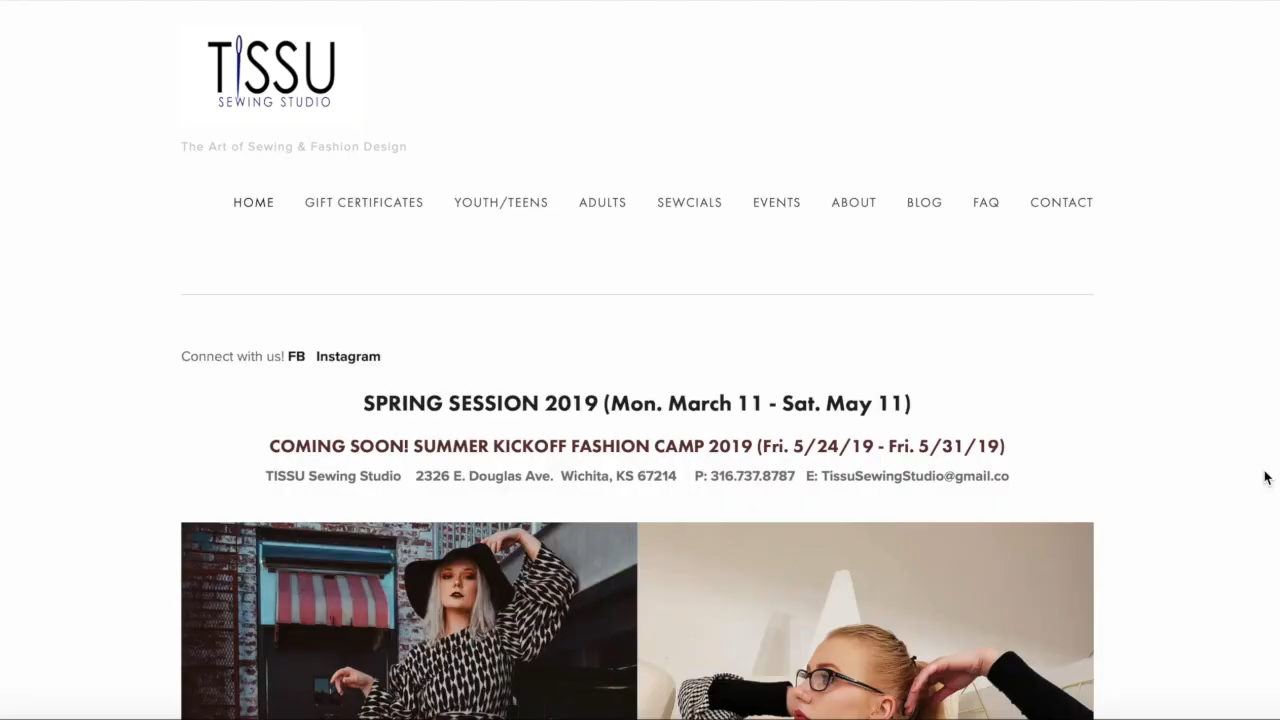 TISSU
SEWING STUDIO
The Art of Sewing & Fashion Design
HOME GIFT CERTIFICATES YOUTH/TEENS ADULTS SEWCIALS EVENTS ABOUT BLOG FAQ CONTACT
Connect with us! FB Instagram
SPRING SESSION 2019 (Mon. March 11 - Sat. May 11)
COMING SOON! SUMMER KICKOFF FASHION CAMP 2019 (Fri. 5/24/19 - Fri. 5/31/19)
TISSU Sewing Studio 2326 E. Douglas Ave. Wichita, KS 67214 P: 316.737.8787 E: TissuSewingStudio@gmail.co